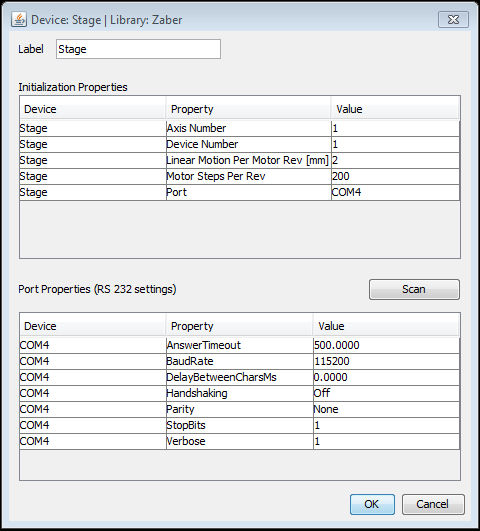 Device: Stage | Library: Zaber
Label Stage
Initialization Properties
Device Property Value
Stage Axis Number 1
Stage Device Number 1
Stage Linear Motion Per Motor Rev [mm] 2
Stage Motor Steps Per Rev 200
Stage Port COM4
Port Properties (RS 232 settings) Scan
Device Property Value
COM4 AnswerTimeout 500.0000
COM4 BaudRate 115200
COM4 DelayBetweenCharsMs 0.0000
COM4 Handshaking Off
COM4 Parity None
COM4 StopBits 1
COM4 Verbose 1
OK Cancel